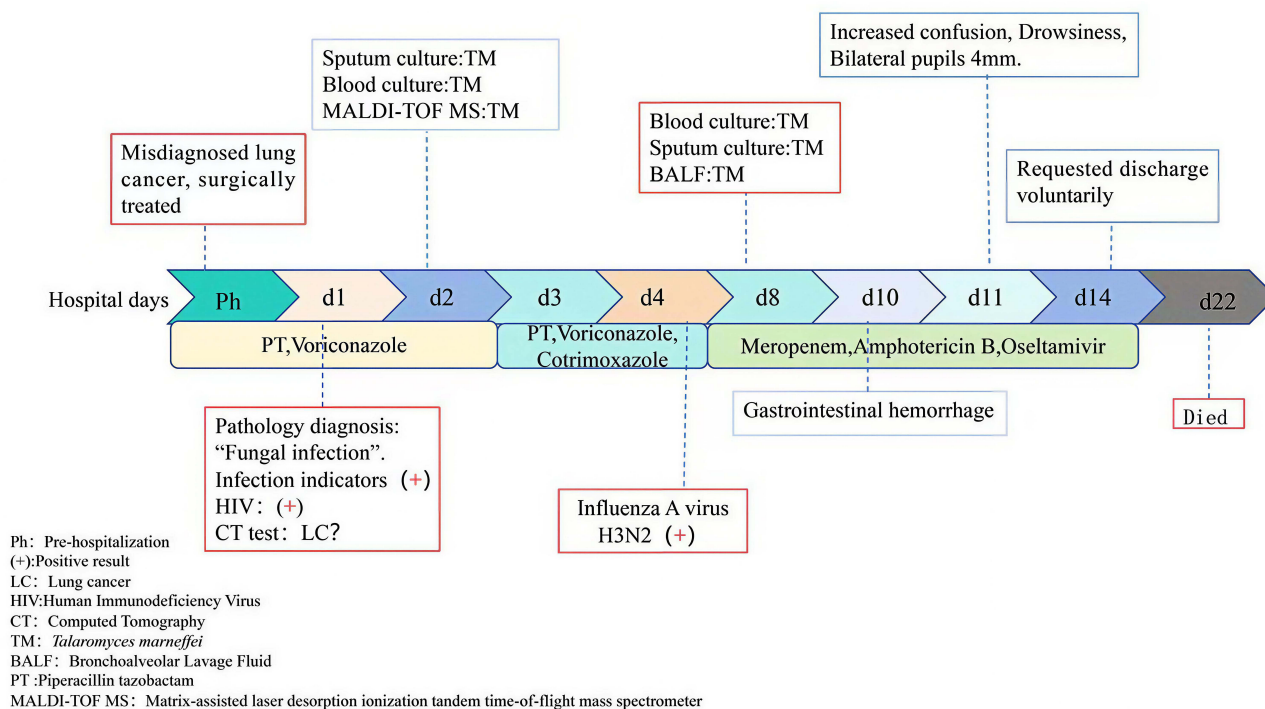 Increased confusion, Drowsiness,
Bilateral pupils 4mm.
Sputum culture:TM
Blood culture:TM
MALDI-TOF MS:TM
Blood culture:TM
Sputum culture:TM
BALF:TM
Misdiagnosed lung
cancer, surgically
treated
Requested discharge
voluntarily
Hospital days
Ph
d1
d2
d3
d4
d8
d10
d11
d14
d22
PT,Voriconazole
PT,Voriconazole,
Cotrimoxazole
Meropenem,Amphotericin B,Oseltamivir
Gastrointestinal hemorrhage
Died
Pathology diagnosis:
“Fungal infection”.
Infection indicators (+)
HIV: (+)
CT test: LC?
Influenza A virus
H3N2 (+)
Ph: Pre-hospitalization
(+):Positive result
LC: Lung cancer
HIV:Human Immunodeficiency Virus
CT: Computed Tomography
TM: Talaromyces marneffei
BALF: Bronchoalveolar Lavage Fluid
PT :Piperacillin tazobactam
MALDI-TOF MS: Matrix-assisted laser desorption ionization tandem time-of-flight mass spectrometer